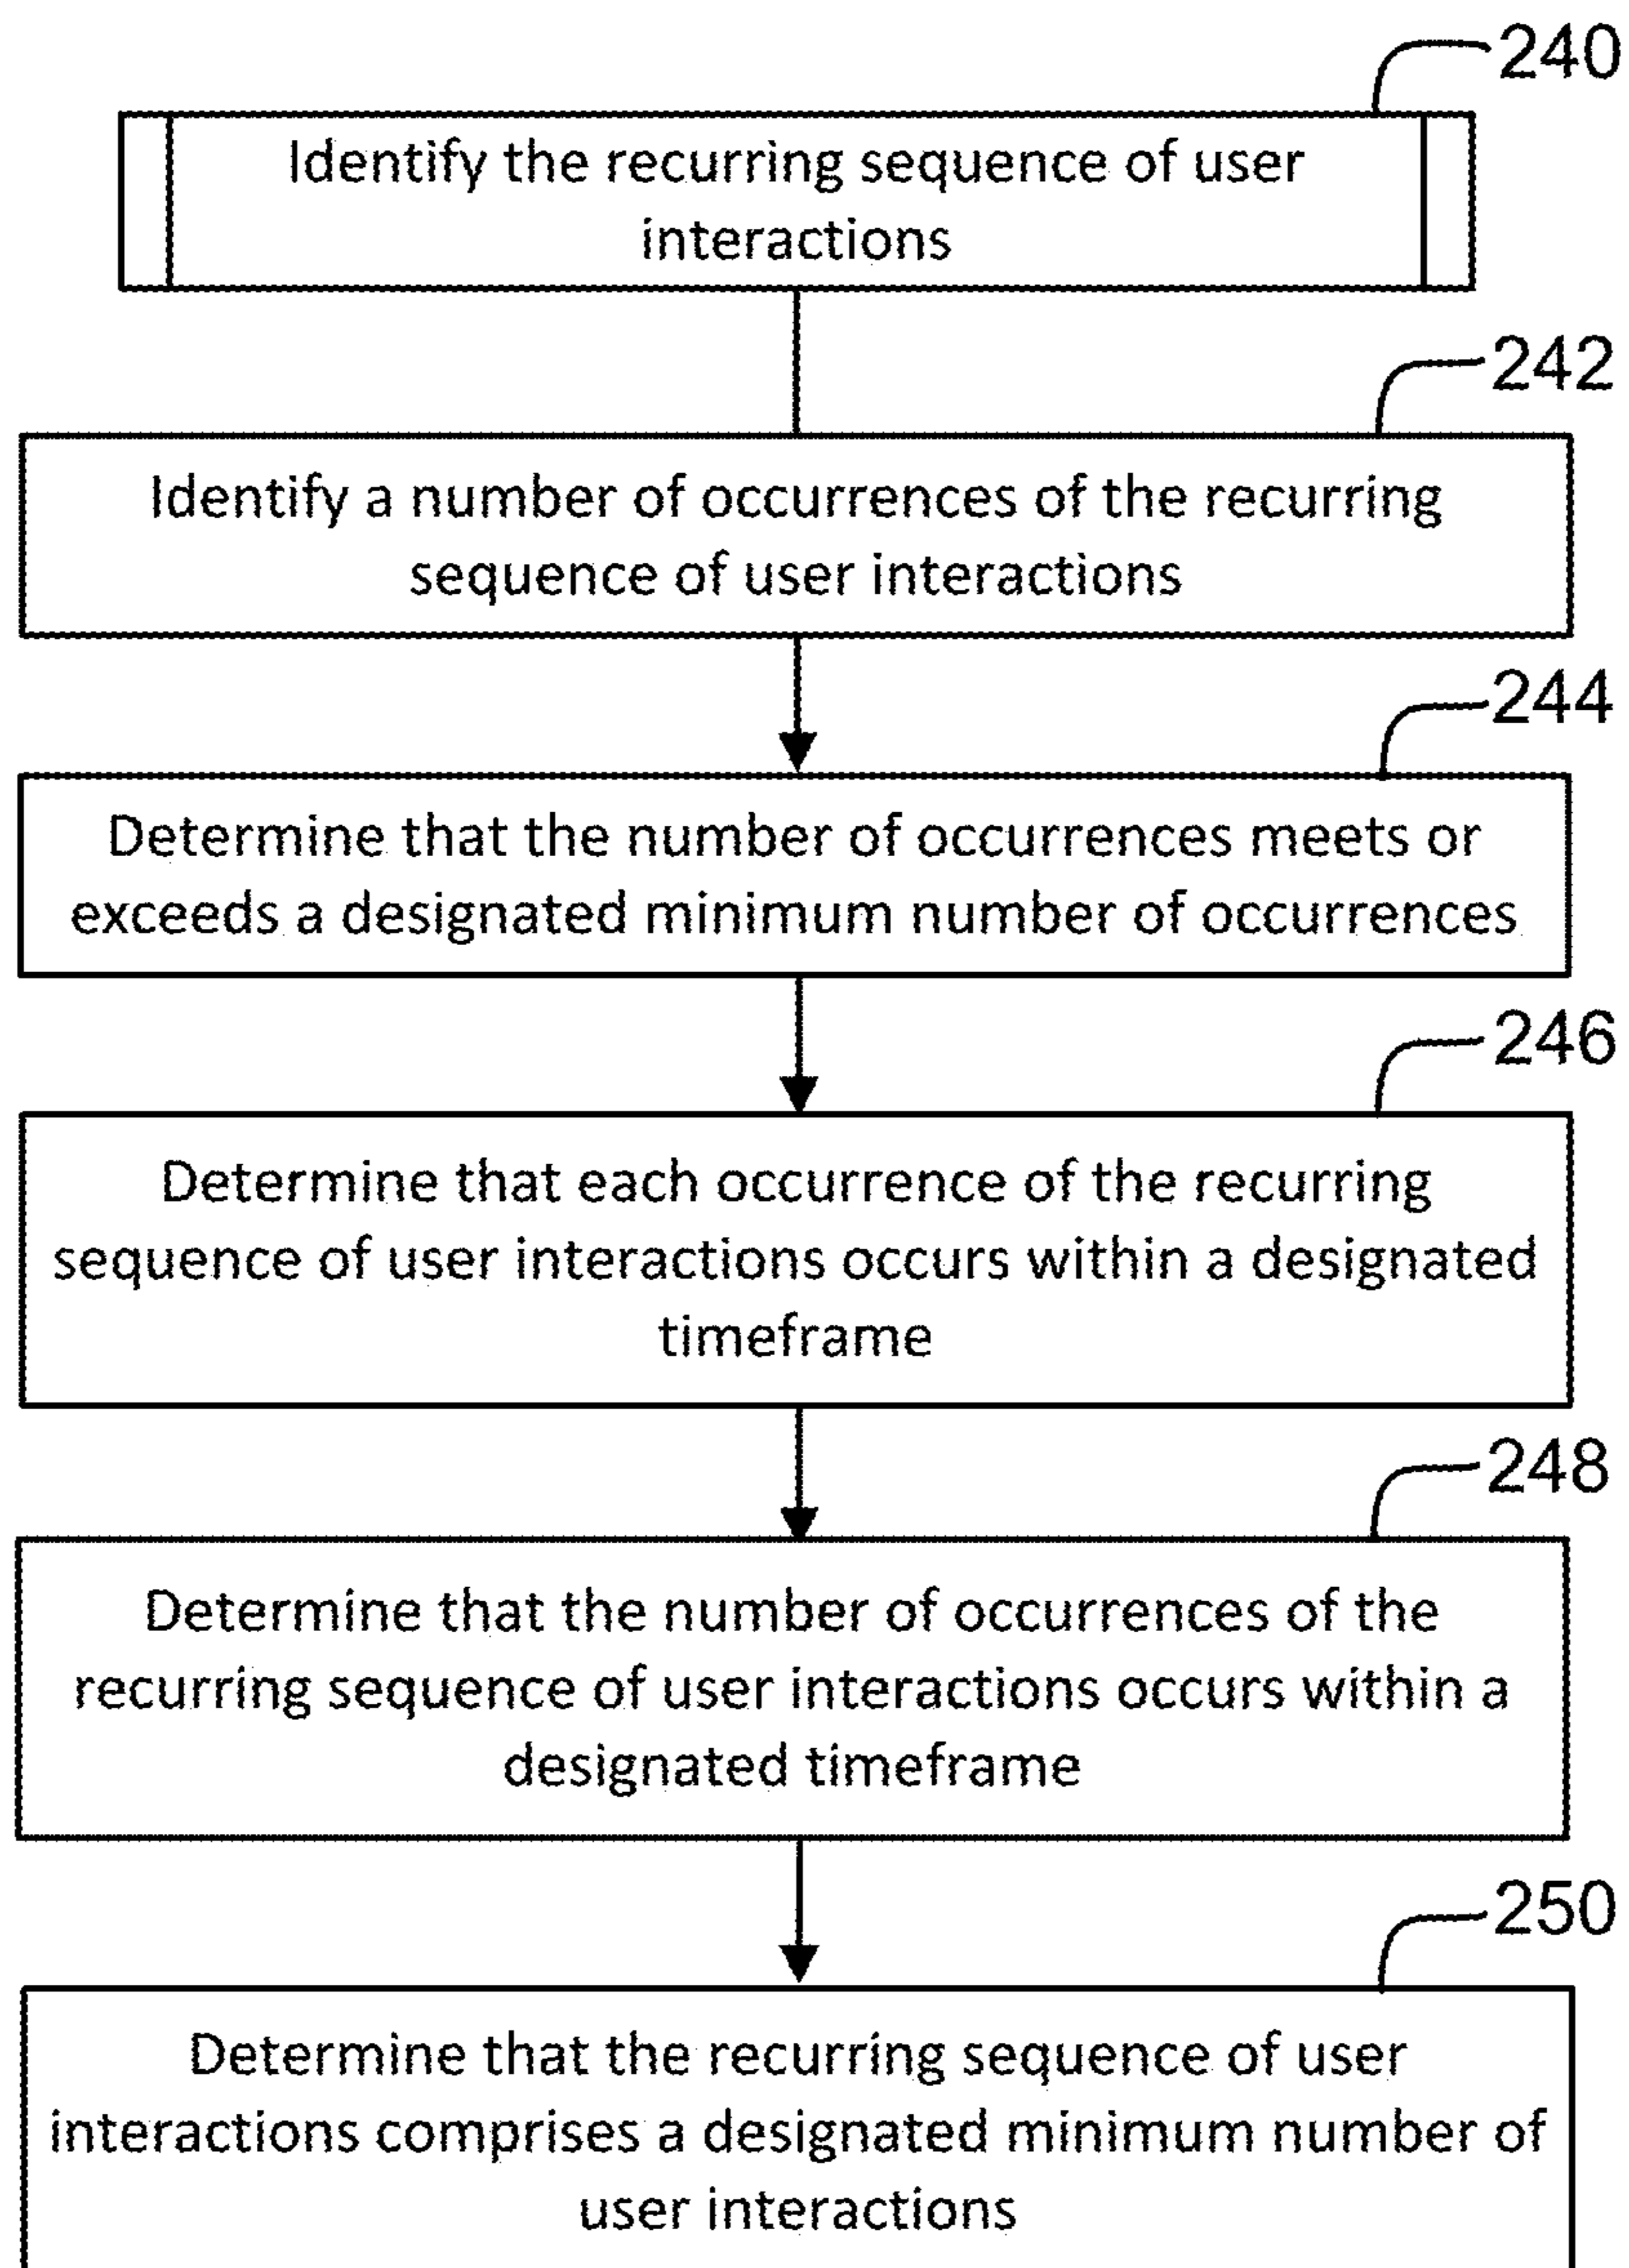 240
Identify the recurring sequence of user
interactions
242
Identify a number of occurrences of the recurring
sequence of user interactions
244
Determine that the number of occurrences meets or
exceeds a designated minimum number of occurrences
246
Determine that each occurrence of the recurring
sequence of user interactions occurs within a designated
timeframe
248
Determine that the number of occurrences of the
recurring sequence of user interactions occurs within a
designated timeframe
250
Determine that the recurring sequence of user
interactions comprises a designated minimum number of
user interactions